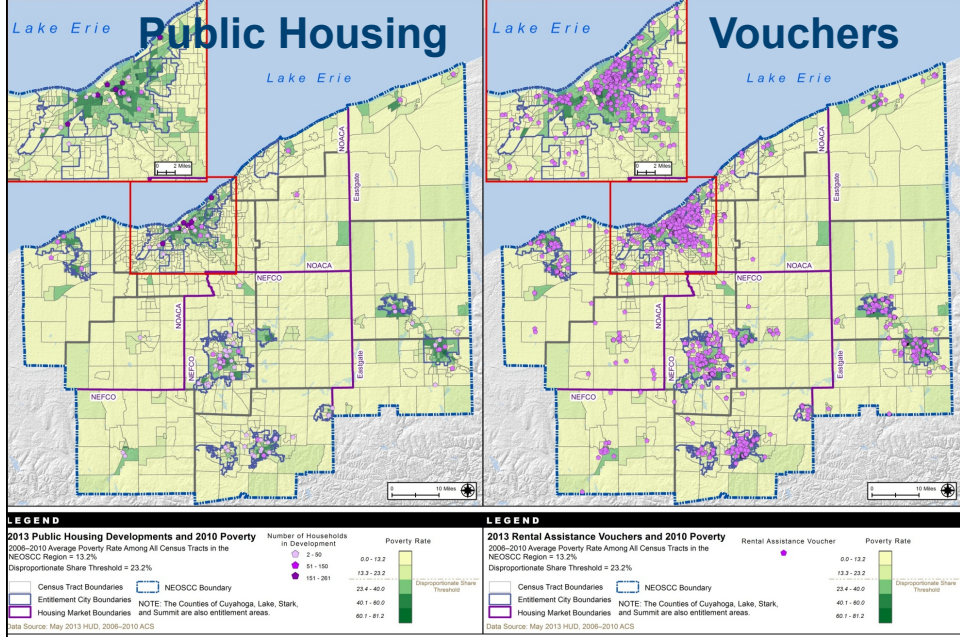 Public Housing
Lake Erie
Lake Erie
0 2 Miles
NOACA
Eastgate
NOACA
NEFCO
NOACA
NEFCO
Eastgate
NEFCO
0 10 Miles
LEGEND
2013 Public Housing Developments and 2010 Poverty
2006–2010 Average Poverty Rate Among All Census Tracts in the
NEOSCC Region = 13.2%
Disproportionate Share Threshold = 23.2%
Census Tract Boundaries
NEOSCC Boundary
Entitlement City Boundaries
Housing Market Boundaries
NOTE: The Counties of Cuyahoga, Lake, Stark,
and Summit are also entitlement areas.
Data Source: May 2013 HUD, 2006–2010 ACS
Number of Households
in Development
2 - 50
51 - 150
151 - 261
Poverty Rate
0.0 - 13.2
13.3 - 23.2
Disproportionate Share
Threshold
23.4 - 40.0
40.1 - 60.0
60.1 - 81.2
Vouchers
Lake Erie
Lake Erie
0 2 Miles
NOACA
Eastgate
NOACA
NEFCO
NOACA
NEFCO
Eastgate
NEFCO
0 10 Miles
LEGEND
2013 Rental Assistance Vouchers and 2010 Poverty
2006–2010 Average Poverty Rate Among All Census Tracts in the
NEOSCC Region = 13.2%
Disproportionate Share Threshold = 23.2%
Census Tract Boundaries
NEOSCC Boundary
Entitlement City Boundaries
Housing Market Boundaries
NOTE: The Counties of Cuyahoga, Lake, Stark,
and Summit are also entitlement areas.
Data Source: May 2013 HUD, 2006–2010 ACS
Rental Assistance Voucher
Poverty Rate
0.0 - 13.2
13.3 - 23.2
Disproportionate Share
Threshold
23.4 - 40.0
40.1 - 60.0
60.1 - 81.2